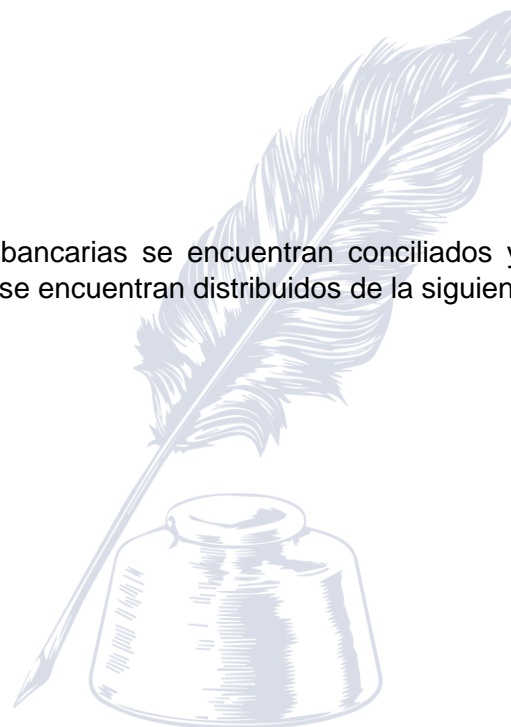 bancarias se encuentran conciliados y
se encuentran distribuidos de la siguien